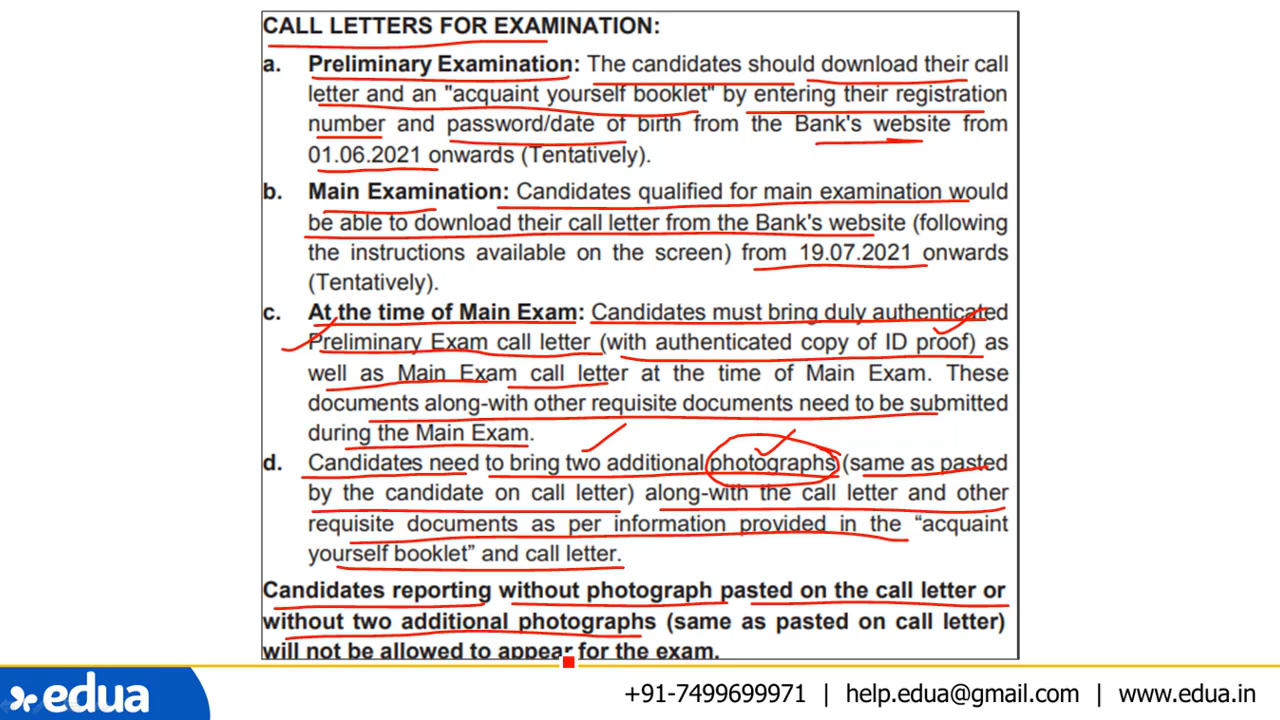 CALL LETTERS FOR EXAMINATION:
a. Preliminary Examination: The candidates should download their call
letter and an "acquaint yourself booklet" by entering their registration
number and password/date of birth from the Bank's website from
01.06.2021 onwards (Tentatively).
b. Main Examination: Candidates qualified for main examination would
be able to download their call letter from the Bank's website (following
the instructions available on the screen) from 19.07.2021 onwards
(Tentatively).
c. At the time of Main Exam: Candidates must bring duly authenticated
Preliminary Exam call letter (with authenticated copy of ID proof) as
well as Main Exam call letter at the time of Main Exam. These
documents along-with other requisite documents need to be submitted
during the Main Exam.
d. Candidates need to bring two additional photographs (same as pasted
by the candidate on call letter) along-with the call letter and other
requisite documents as per information provided in the “acquaint
yourself booklet” and call letter.
Candidates reporting without photograph pasted on the call letter or
without two additional photographs (same as pasted on call letter)
will not be allowed to appear for the exam.
edua
+91-7499699971 | help.edua@gmail.com | www.edua.in